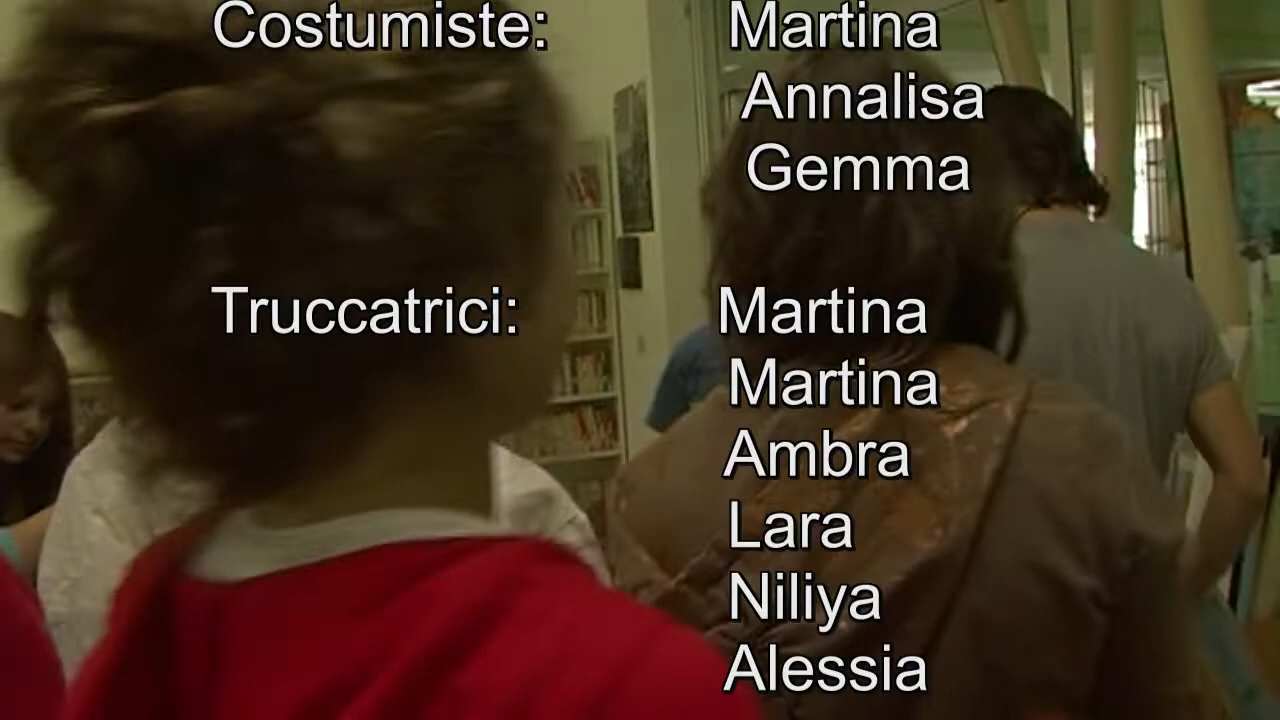 Costumiste: Martina
Annalisa
Gemma
Truccatrici: Martina
Martina
Ambra
Lara
Niliya
Alessia